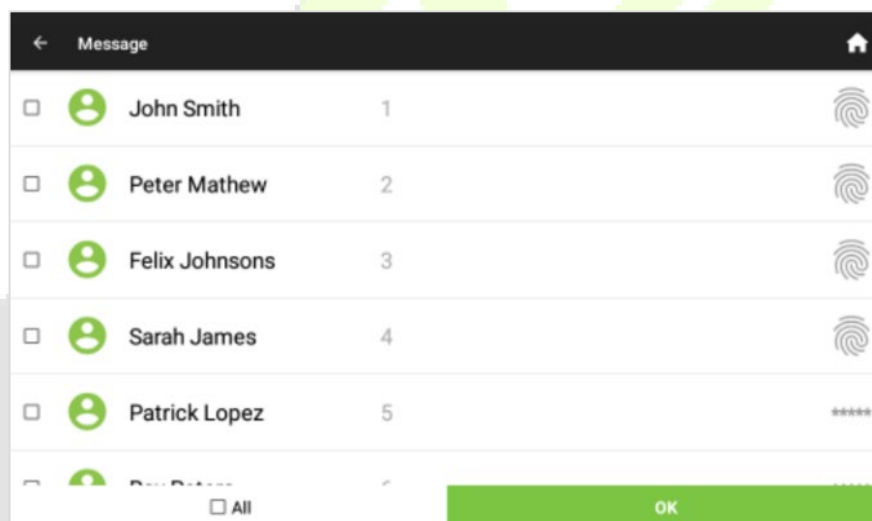 Message
John Smith 1
Peter Mathew 2
Felix Johnsons 3
Sarah James 4
Patrick Lopez 5 *****
All OK